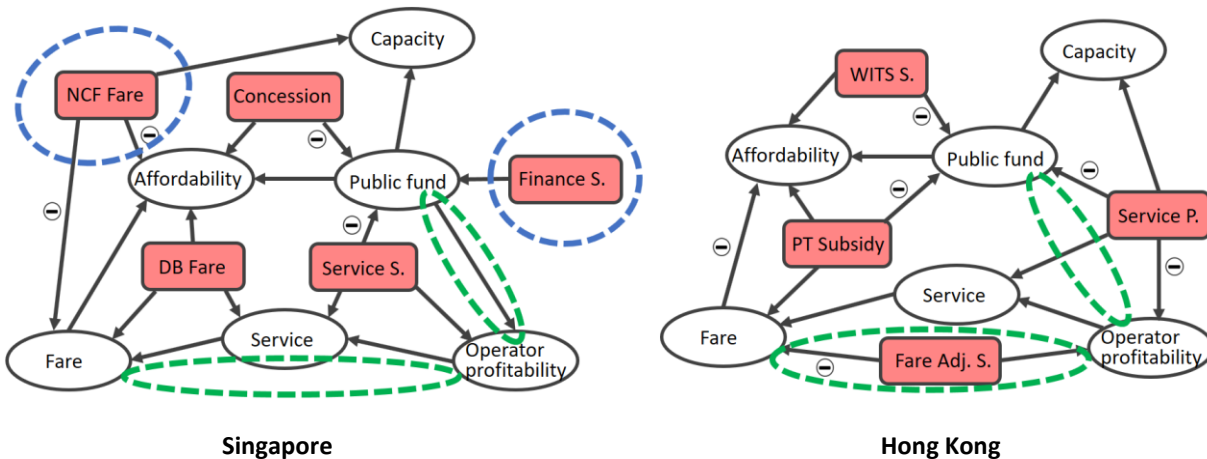 Capacity
NCF Fare
Concession
⊖
⊖
Affordability
Public fund
Finance S.
⊖
⊖
DB Fare
Service S.
Fare
Service
Operator
profitability
Singapore
Capacity
WITS S.
⊖
Affordability
Public fund
⊖
⊖
Service P.
⊖
PT Subsidy
⊖
Service
Fare
Fare Adj. S.
Operator
profitability
⊖
Hong Kong